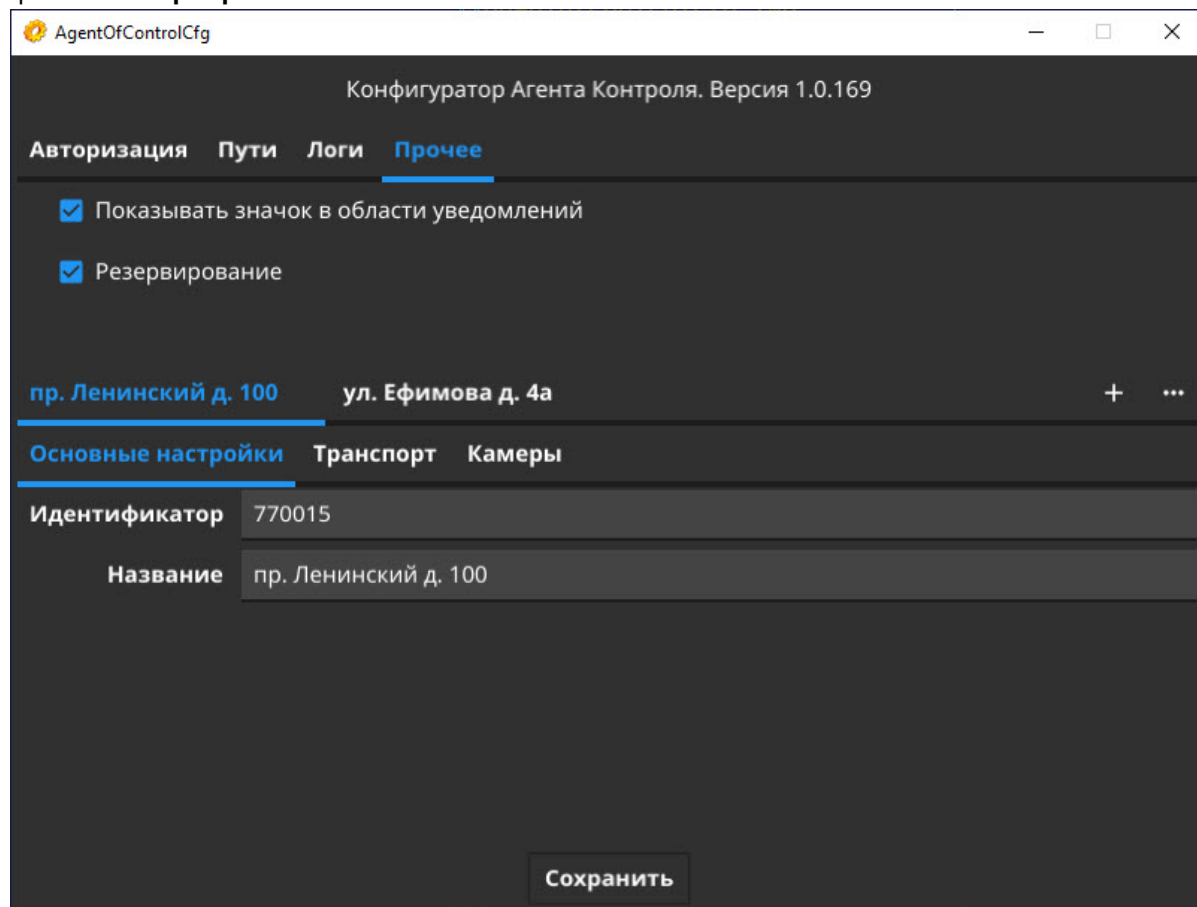 AgentOfControlCfg
Конфигуратор Агента Контроля. Версия 1.0.169
Авторизация Пути Логи Прочее
Показывать значок в области уведомлений
Резервирование
пр. Ленинский д. 100 ул. Ефимова д. 4а + ...
Основные настройки Транспорт Камеры
Идентификатор 770015
Название пр. Ленинский д. 100
Сохранить